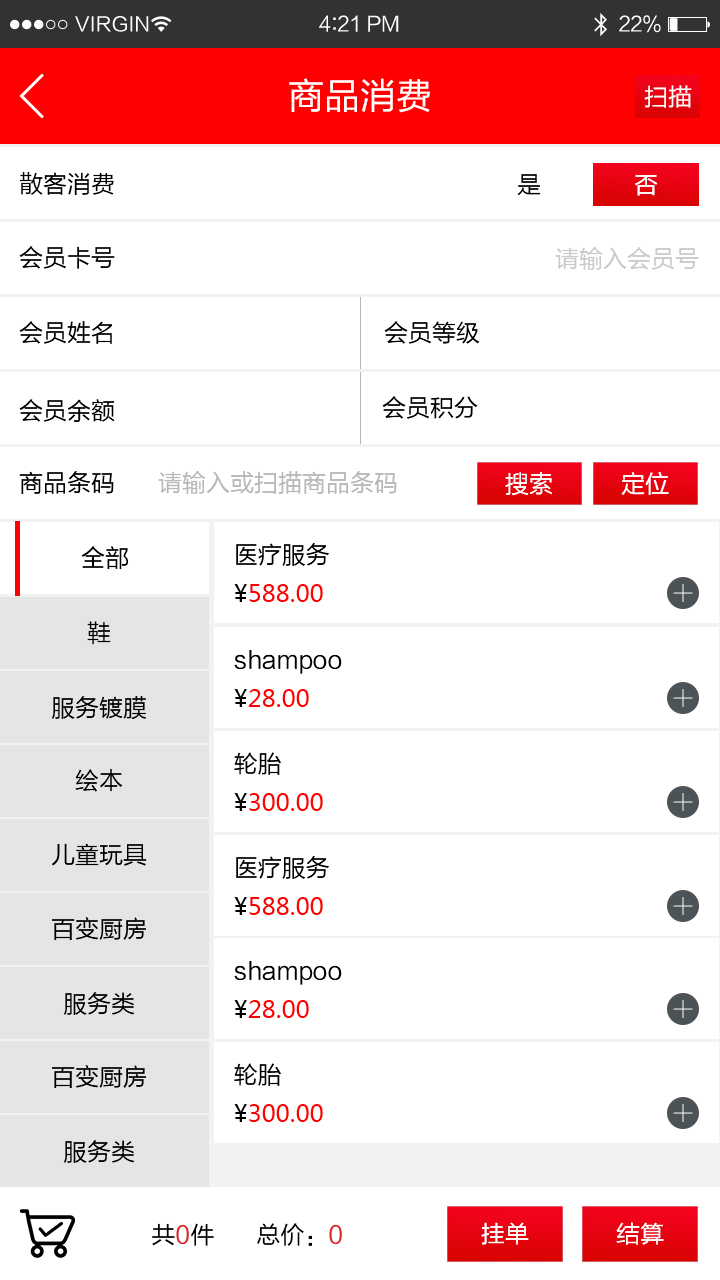 VIRGIN 4:21 PM 22%
商品消费 扫描
散客消费 是 否
会员卡号 请输入会员号
会员姓名 会员等级
会员余额 会员积分
商品条码 请输入或扫描商品条码 搜索 定位
全部
鞋
服务镀膜
绘本
儿童玩具
百变厨房
服务类
百变厨房
服务类
医疗服务
¥588.00
shampoo
¥28.00
轮胎
¥300.00
医疗服务
¥588.00
shampoo
¥28.00
轮胎
¥300.00
共0件 总价：0 挂单 结算